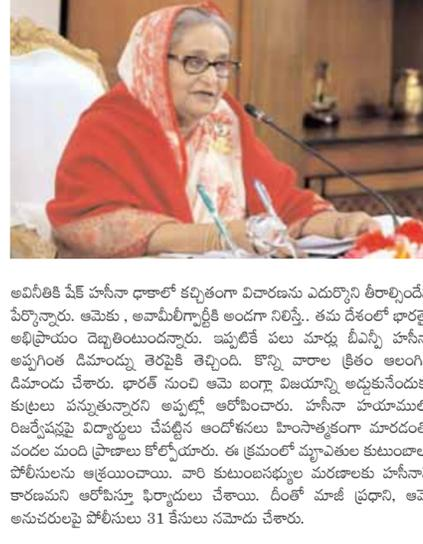 అవినీతికి షేక్ హసీనా ఢాకాలో కచ్చితంగా విచారణను ఎదుర్కొని తీరాల్సిందే
పేర్కొన్నారు. ఆమెకు , అవామీలీగ్పార్టీకి అండగా నిలిస్తే.. తమ దేశంలో భారత్పై
అభిప్రాయం దెబ్బతింటుందన్నారు. ఇప్పటికే పలు మార్లు బీఎన్పీ హసీనా
అప్పగింత డిమాండ్ను తెరపైకి తెచ్చింది. కొన్ని వారాల క్రితం ఆలంగిర్
డిమాండు చేశారు. భారత్ నుంచి ఆమె బంగ్లా విజయాన్ని అడ్డుకునేందుకు
కుట్రలు పన్నుతున్నారని అప్పట్లో ఆరోపించారు. హసీనా హయాములో
రిజర్వేషన్లపై విద్యార్థులు చేపట్టిన ఆందోళనలు హింసాత్మకంగా మారడంతో
వందల మంది ప్రాణాలు కోల్పోయారు. ఈ క్రమంలో మృతుల కుటుంబాలు
పోలీసులను ఆశ్రయించాయి. వారి కుటుంబసభ్యుల మరణాలకు హసీనానే
కారణమని ఆరోపిస్తూ ఫిర్యాదులు చేశాయి. దీంతో మాజీ ప్రధాని, ఆమె
అనుచరులపై పోలీసులు 31 కేసులు నమోదు చేశారు.